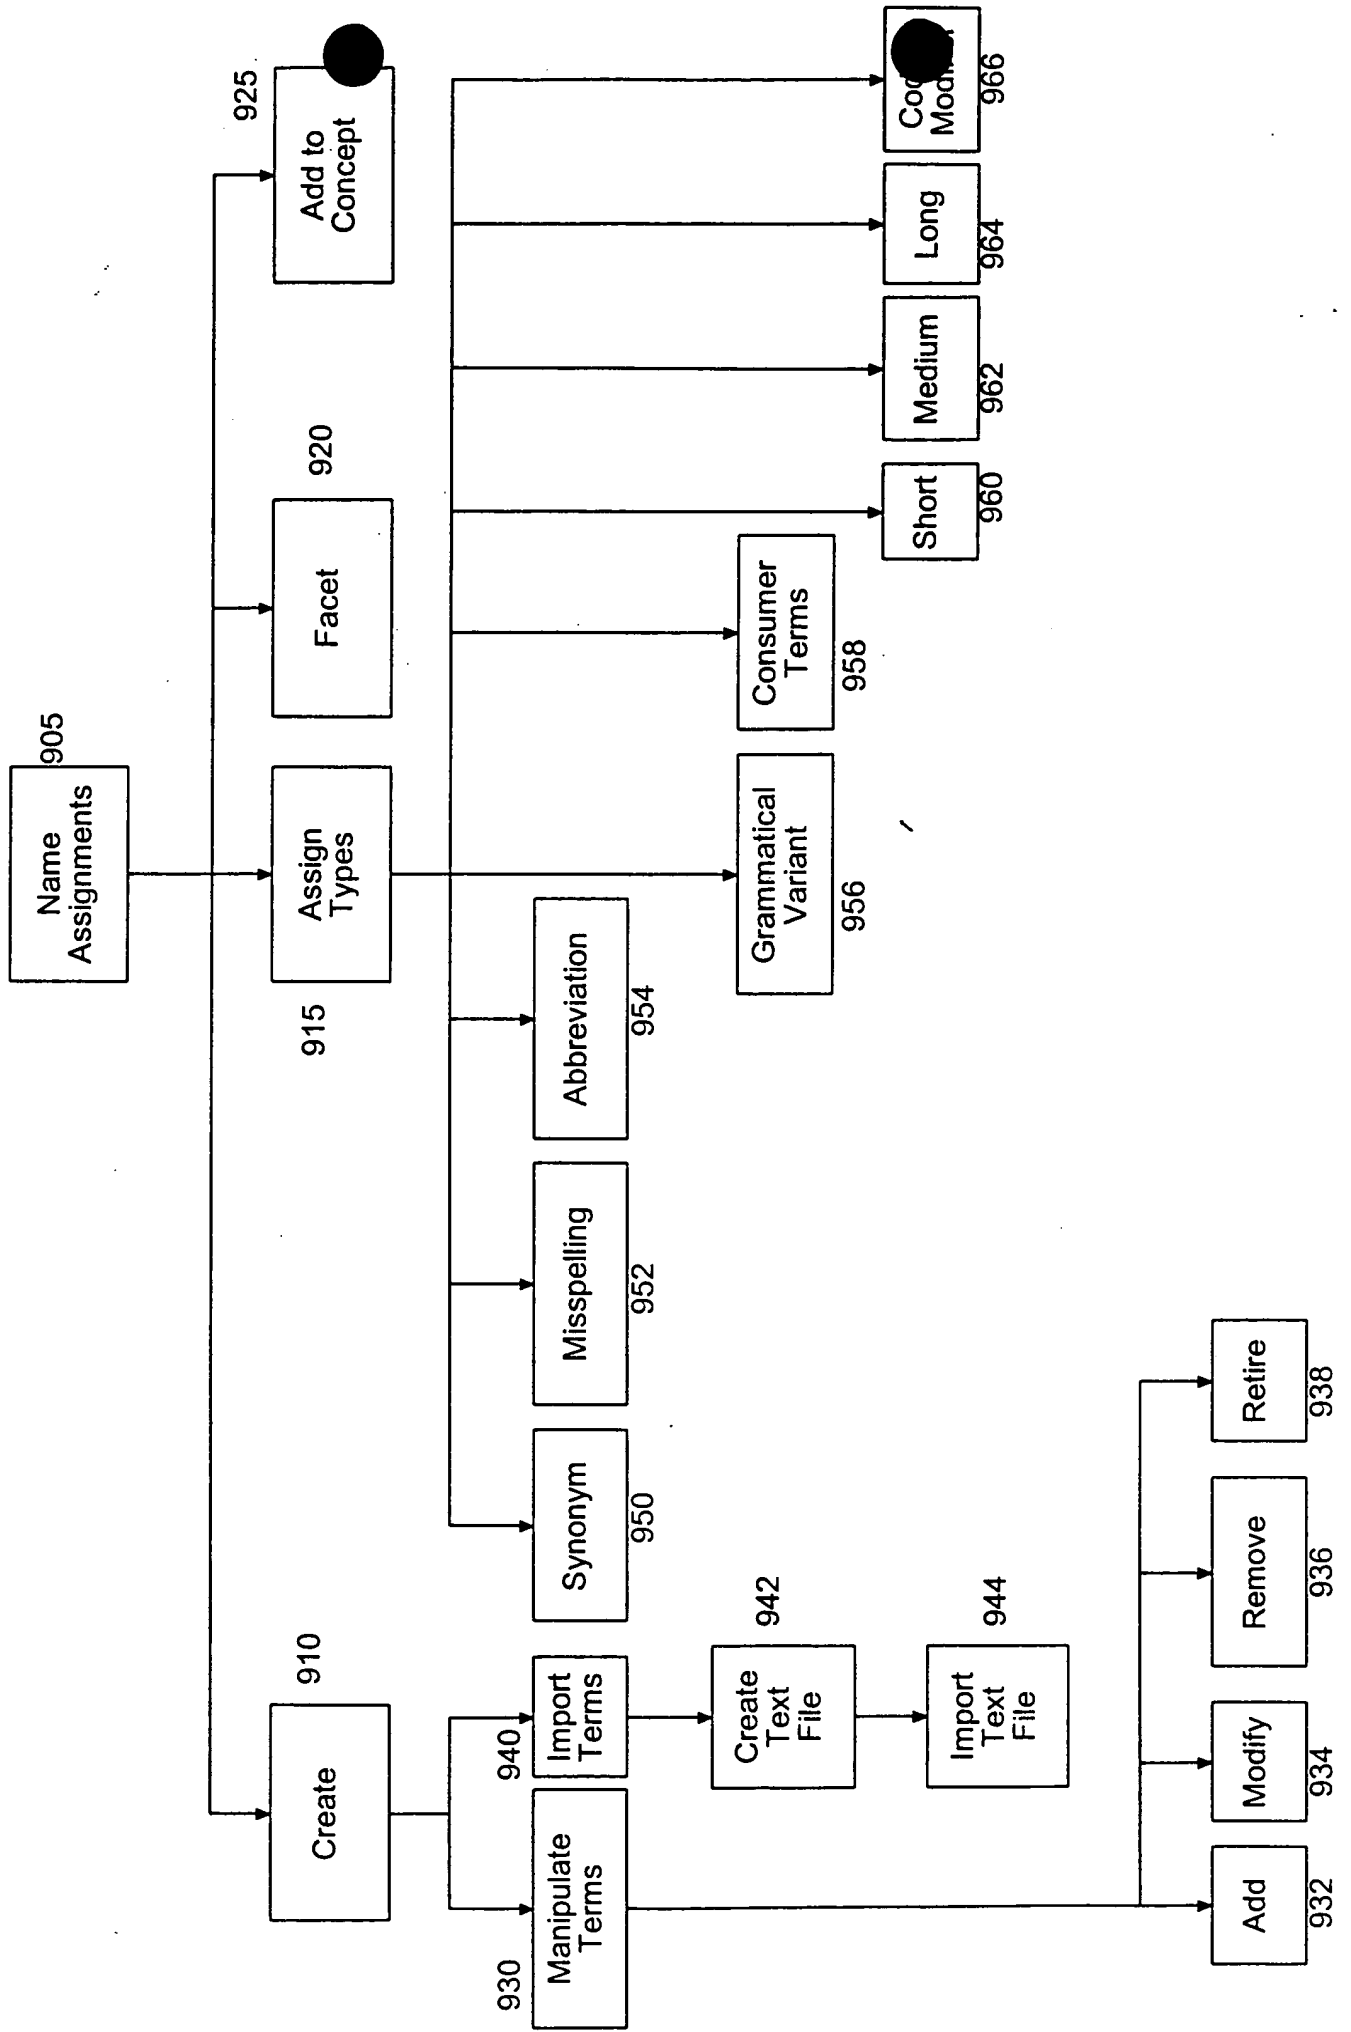 Name
Assignments
905
Create
910
Assign
Types
915
Facet
920
Add to
Concept
925
Manipulate
Terms
930
Import
Terms
940
Synonym
950
Misspelling
952
Abbreviation
954
Grammatical
Variant
956
Consumer
Terms
958
Short
960
Medium
962
Long
964
966
Create
Text
File
942
Import
Text
File
944
Add
932
Modify
934
Remove
936
Retire
938